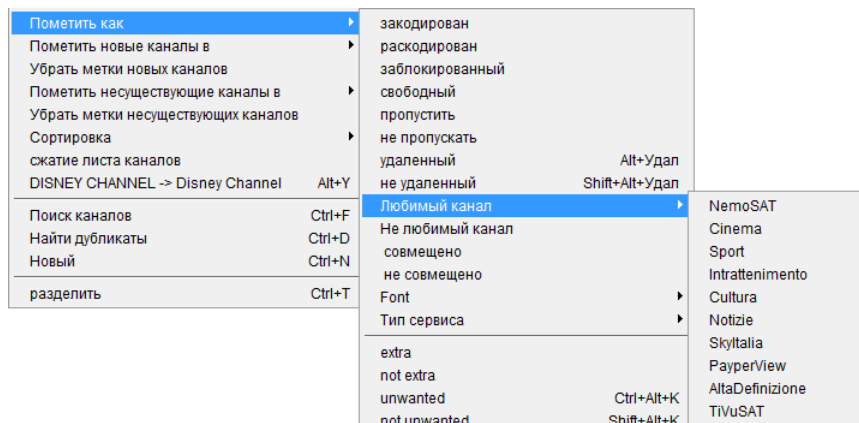 Пометить как
Пометить новые каналы в
Убрать метки новых каналов
Пометить несуществующие каналы в
Убрать метки несуществующих каналов
Сортировка
сжатие листа каналов
DISNEY CHANNEL -> Disney Channel Alt+Y
Поиск каналов Ctrl+F
Найти дубликаты Ctrl+D
Новый Ctrl+N
разделить Ctrl+T
закодирован
раскодирован
заблокированный
свободный
пропустить
не пропускать
удаленный Alt+Удал
не удаленный Shift+Alt+Удал
Любимый канал
Не любимый канал
совмещено
не совмещено
Font
Тип сервиса
extra
not extra
unwanted Ctrl+Alt+K
not unwanted Shift+Alt+K
NemoSAT
Cinema
Sport
Intrattenimento
Cultura
Notizie
SkyItalia
PayperView
AltaDefinizione
TiVuSAT